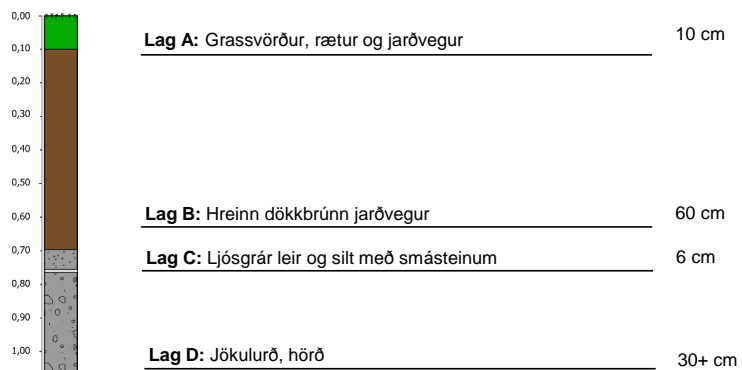 0,00
Lag A: Grassvörður, rætur og jarðvegur 10 cm
0,10
0,20
0,30
0,40
0,50
0,60
Lag B: Hreinn dökkbrúnn jarðvegur 60 cm
0,70
Lag C: Ljósgrár leir og silt með smásteinum 6 cm
0,80
0,90
1,00
Lag D: Jökulurð, hörð 30+ cm